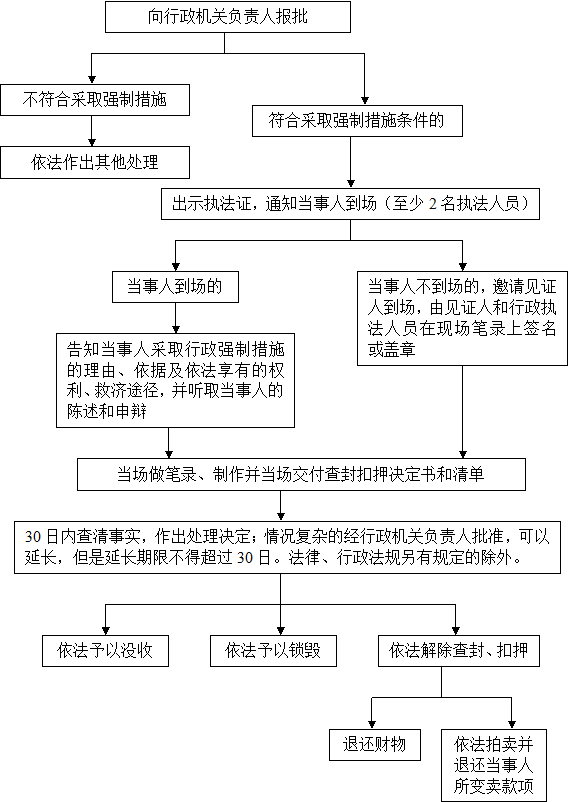 向行政机关负责人报批
不符合采取强制措施
符合采取强制措施条件的
依法作出其他处理
出示执法证，通知当事人到场（至少 2 名执法人员）
当事人到场的
当事人不到场的，邀请见证
人到场，由见证人和行政执
法人员在现场笔录上签名
或盖章
告知当事人采取行政强制措施
的理由、依据及依法享有的权
利、救济途径，并听取当事人的
陈述和申辩
当场做笔录、制作并当场交付查封扣押决定书和清单
30 日内查清事实，作出处理决定；情况复杂的经行政机关负责人批准，可以
延长，但是延长期限不得超过 30 日。法律、行政法规另有规定的除外。
依法予以没收
依法予以锁毁
依法解除查封、扣押
退还财物
依法拍卖并
退还当事人
所变卖款项